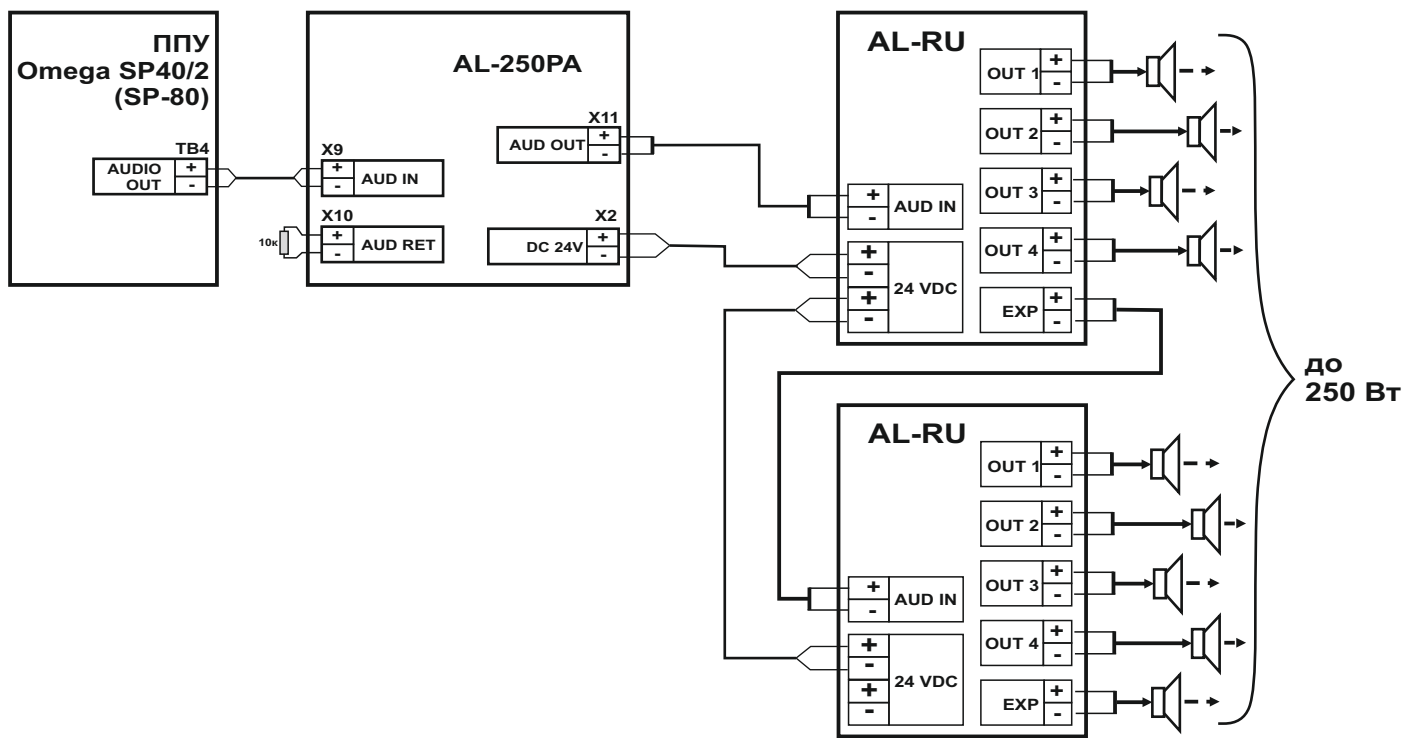 ППУ
Omega SP40/2
(SP-80)
TB4
AUDIO
OUT
+
-
AL-250PA
X9
+
-
AUD IN
X10
+
-
AUD RET
10к
X11
AUD OUT
+
-
X2
DC 24V
+
-
AL-RU
OUT 1
+
-
OUT 2
+
-
OUT 3
+
-
OUT 4
+
-
EXP
+
-
+
-
AUD IN
+
-
+
-
24 VDC
до
250 Вт
AL-RU
OUT 1
+
-
OUT 2
+
-
OUT 3
+
-
OUT 4
+
-
EXP
+
-
+
-
AUD IN
+
-
+
-
24 VDC